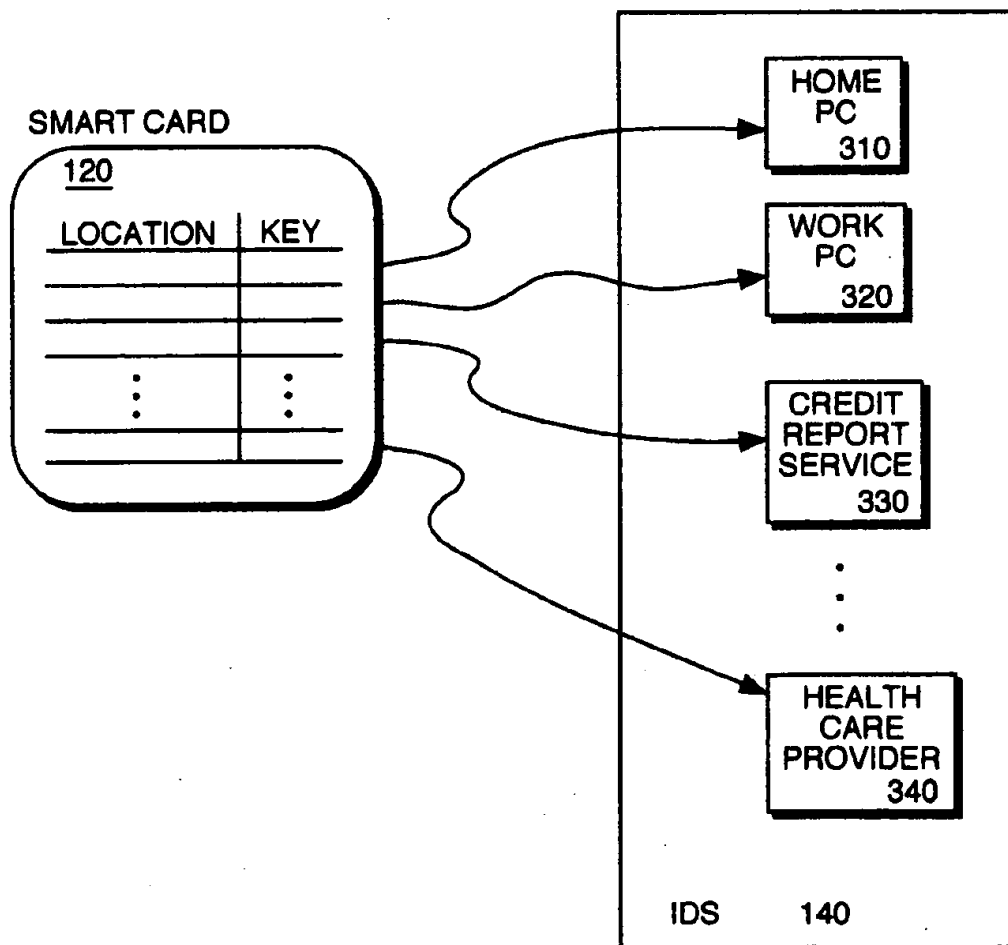 SMART CARD
120
LOCATION KEY
HOME
PC
310
WORK
PC
320
CREDIT
REPORT
SERVICE
330
HEALTH
CARE
PROVIDER
340
IDS 140